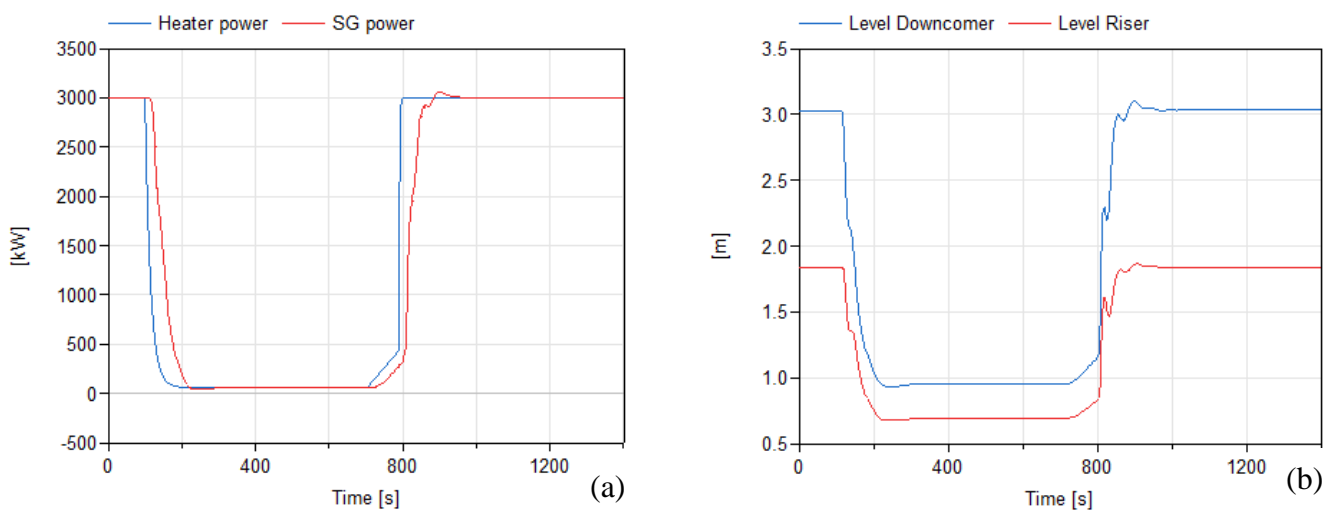 Heater power SG power
3500
3000
2500
2000
1500
1000
500
0
-500
[kW]
0 400 800 1200
Time [s]
(a)
Level Downcomer Level Riser
3.5
3.0
2.5
2.0
1.5
1.0
0.5
[m]
0 400 800 1200
Time [s]
(b)